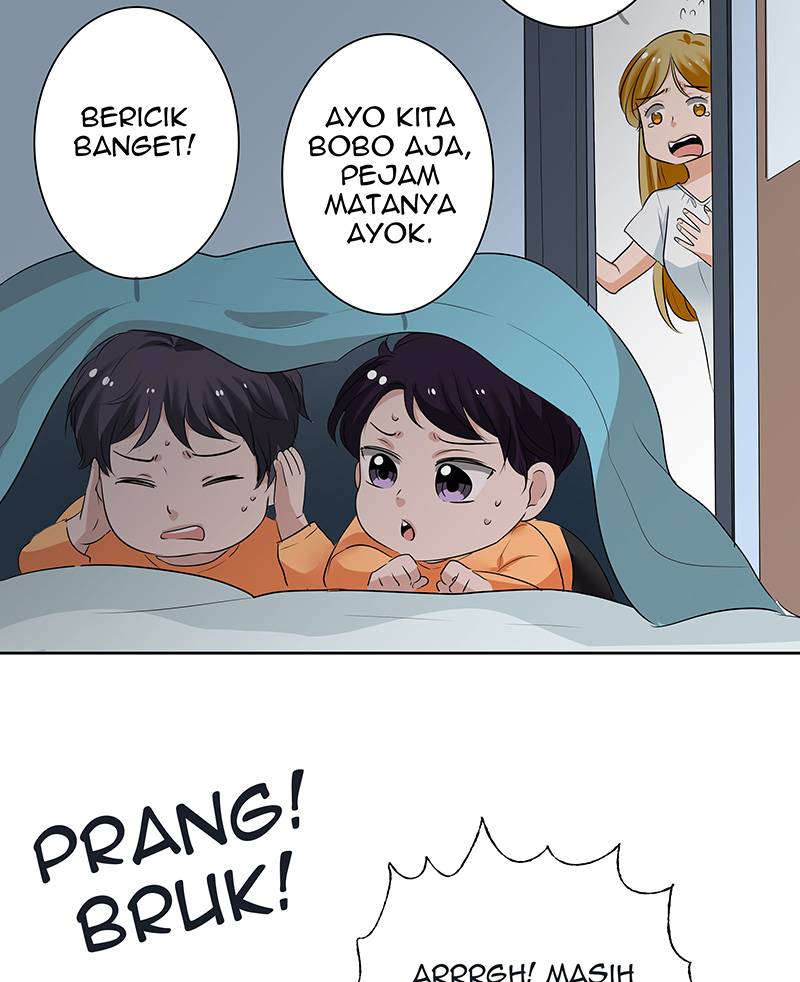 BERICIK
BANGET!
AYO KITA
BOBO AJA,
PEJAM
MATANYA
AYOK.
PRANG!
BRUK!
ARRRGH! MASIH